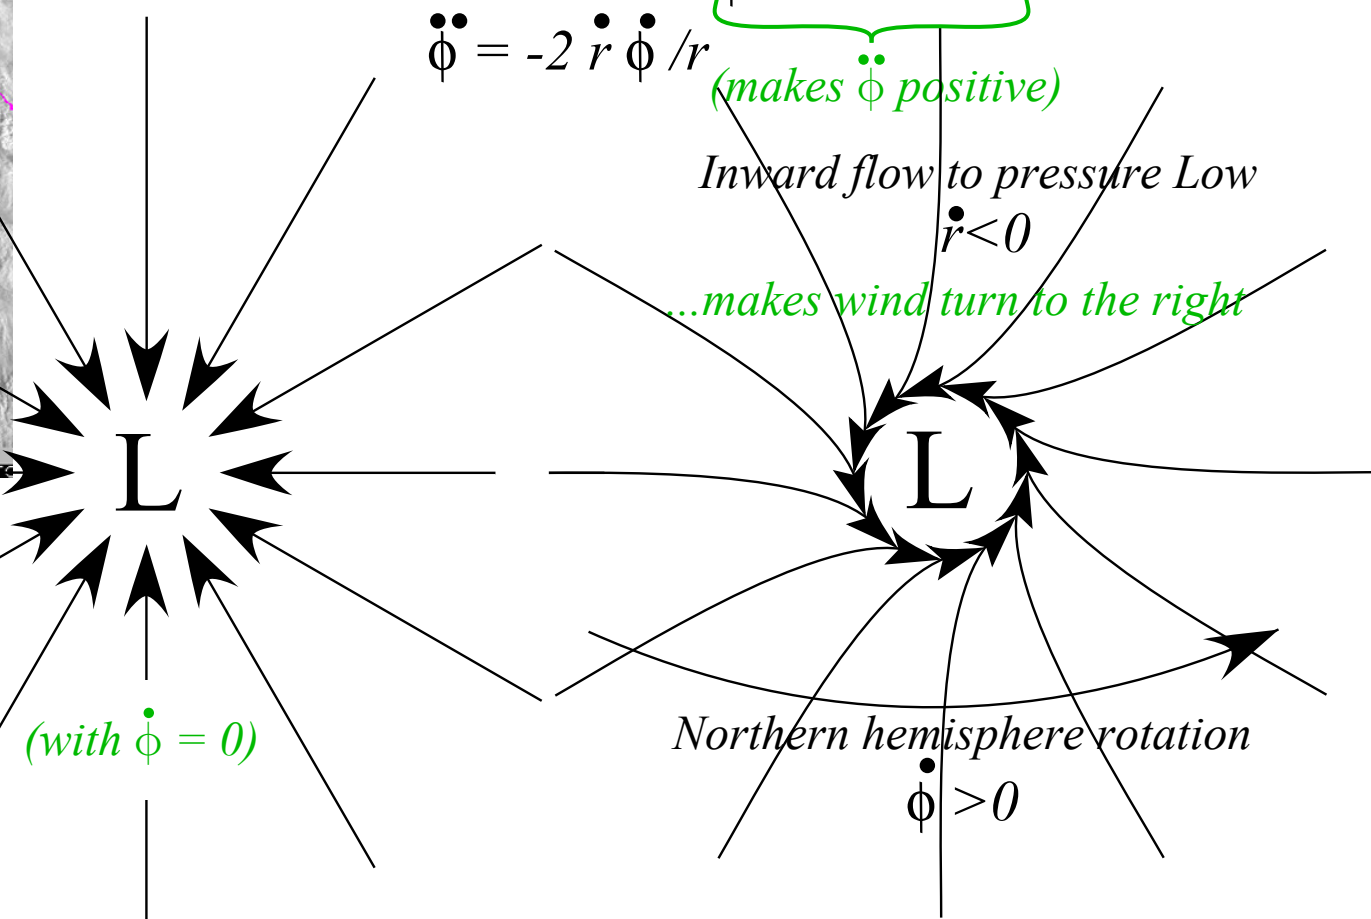 φ̈ = -2 ṙ φ̇ /r
(makes φ̈ positive)
Inward flow to pressure Low
ṙ<0
...makes wind turn to the right
L
L
(with φ̇ = 0)
Northern hemisphere rotation
φ̇ >0